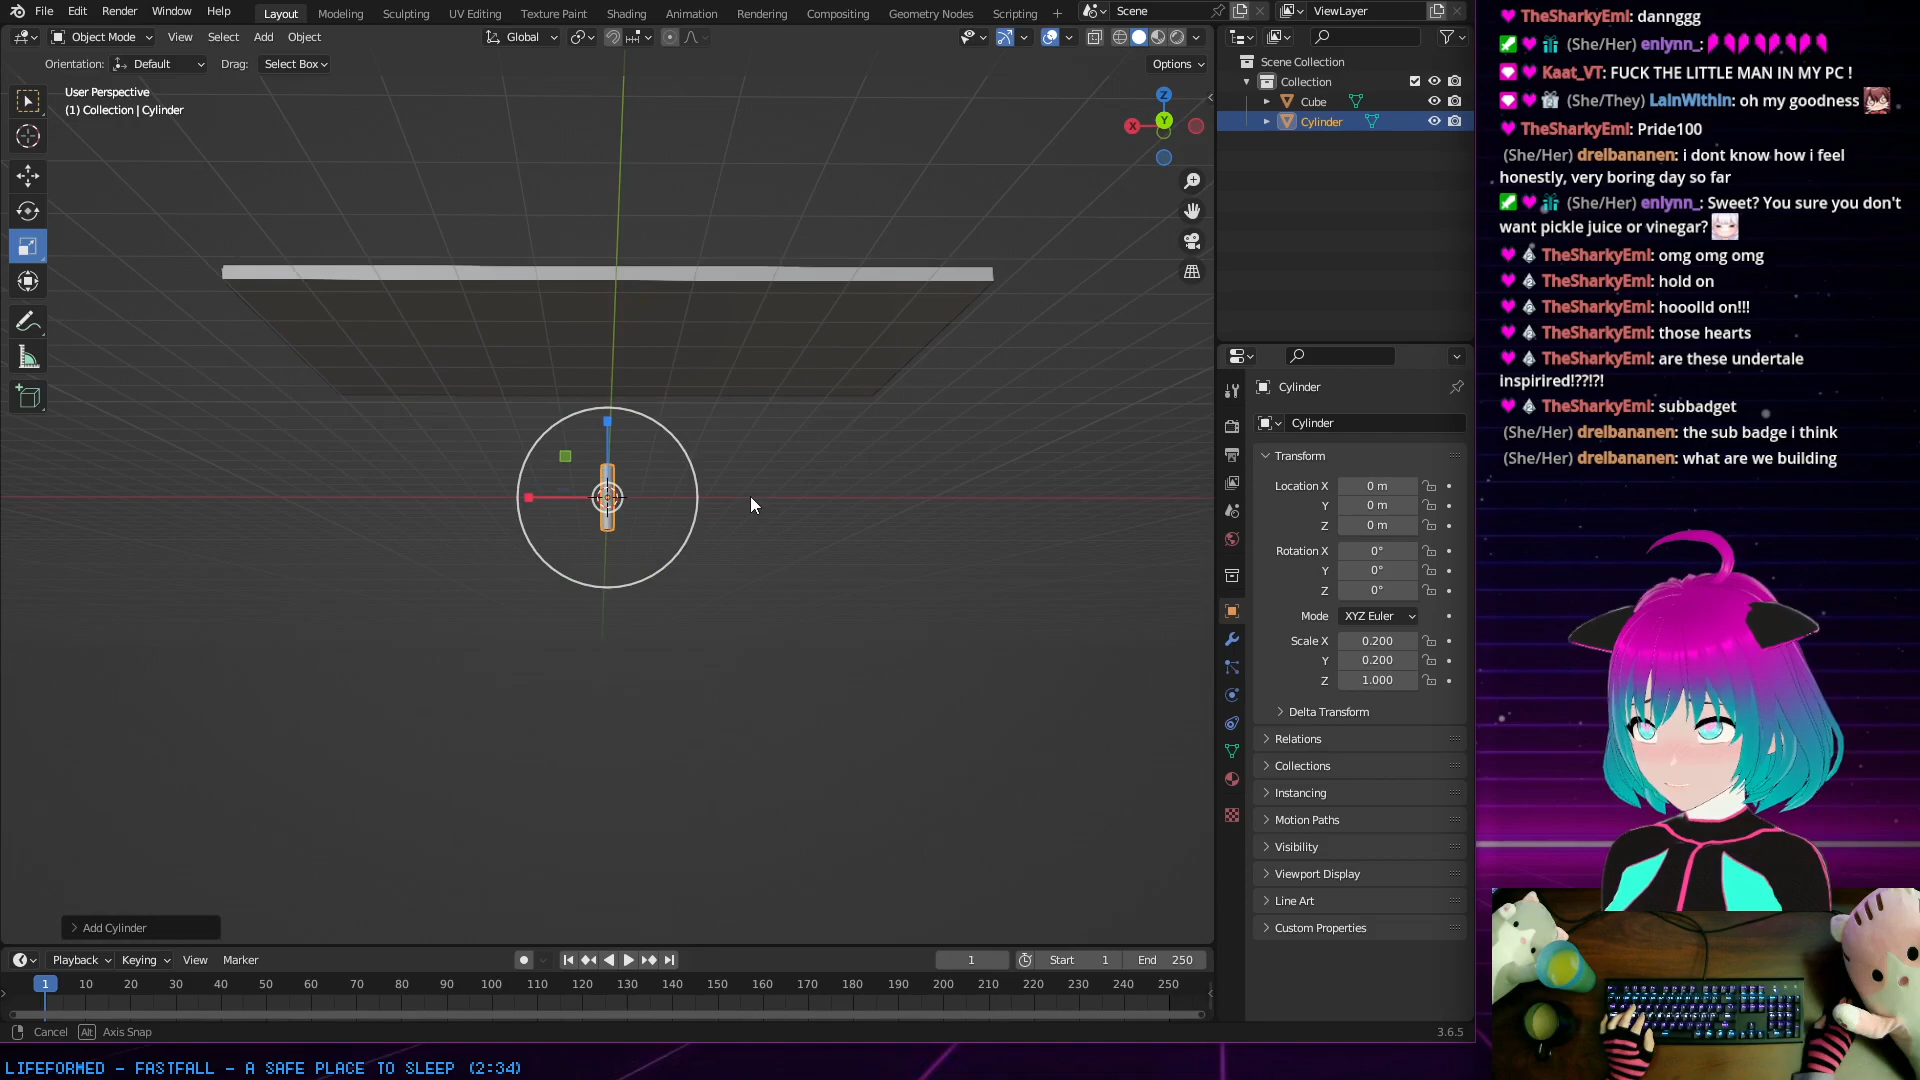 File Edit Render Window Help
Layout Modeling Sculpting UV Editing Texture Paint Shading Animation Rendering Compositing Geometry Nodes Scripting +
Scene ViewLayer
Object Mode View Select Add Object Global
Orientation: Default Drag: Select Box
Options
User Perspective
(1) Collection | Cylinder
Z
X
Y
Scene Collection
Collection
Cube
Cylinder
Cylinder
Cylinder
Transform
Location X 0 m
Y 0 m
Z 0 m
Rotation X 0°
Y 0°
Z 0°
Mode XYZ Euler
Scale X 0.200
Y 0.200
Z 1.000
Delta Transform
Relations
Collections
Instancing
Motion Paths
Visibility
Viewport Display
Line Art
Custom Properties
Add Cylinder
Playback Keying View Marker
1 Start 1 End 250
1 10 20 30 40 50 60 70 80 90 100 110 120 130 140 150 160 170 180 190 200 210 220 230 240 250
Cancel Alt Axis Snap
3.6.5
LIFEFORMED - FASTFALL - A SAFE PLACE TO SLEEP (2:34)
TheSharkyEmi: dannggg
(She/Her) enlynn_:
Kaat_VT: FUCK THE LITTLE MAN IN MY PC !
(She/They) LainWithin: oh my goodness
TheSharkyEmi: Pride100
(She/Her) dreibananen: i dont know how i feel
honestly, very boring day so far
(She/Her) enlynn_: Sweet? You sure you don't
want pickle juice or vinegar?
TheSharkyEmi: omg omg omg
TheSharkyEmi: hold on
TheSharkyEmi: hooolld on!!!
TheSharkyEmi: those hearts
TheSharkyEmi: are these undertale
inspirired!??!?!
TheSharkyEmi: subbadget
(She/Her) dreibananen: the sub badge i think
(She/Her) dreibananen: what are we building